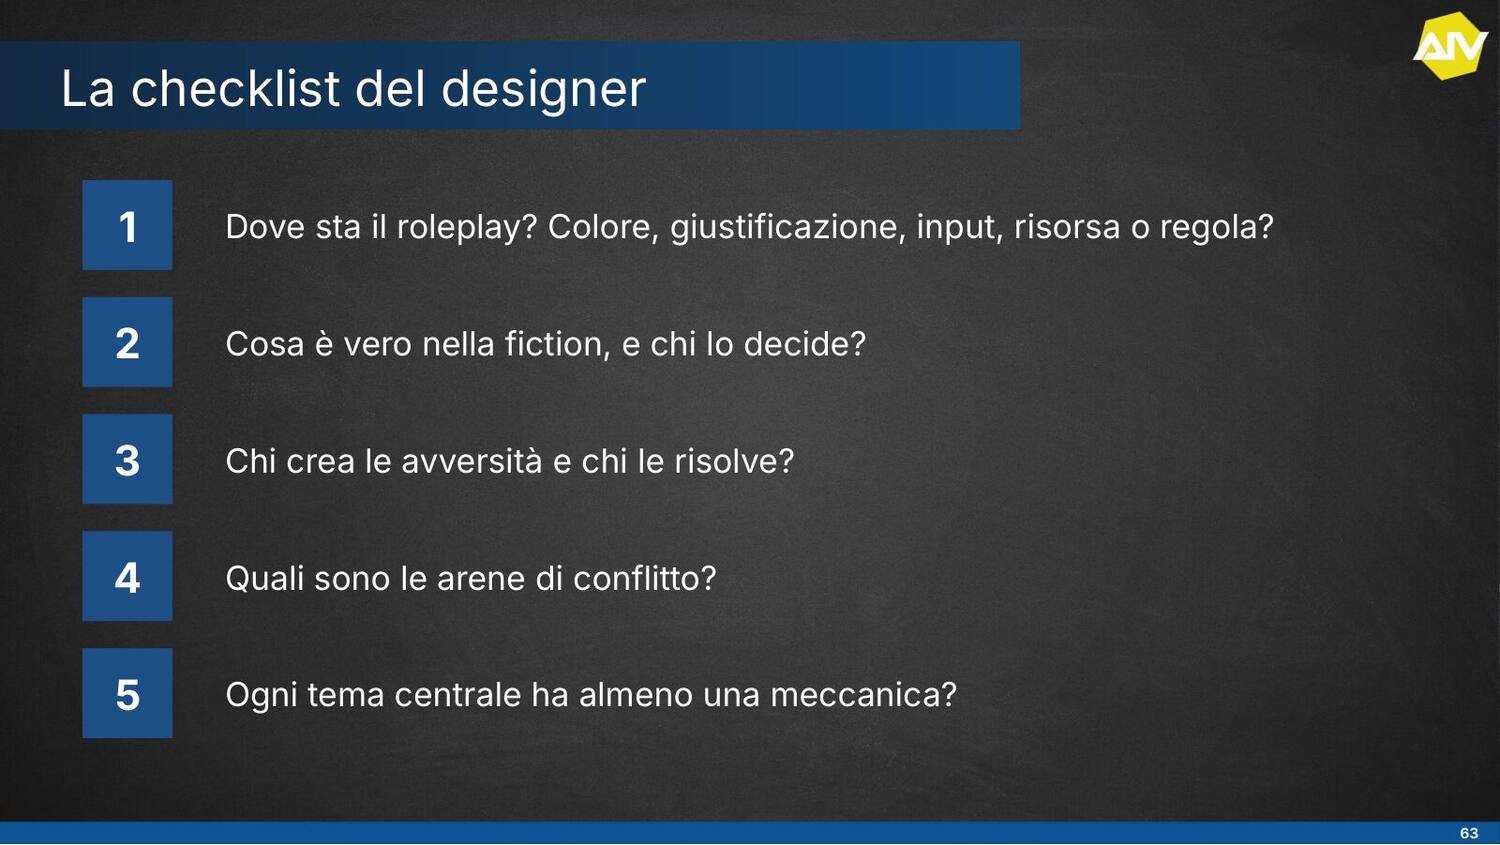 AIV
La checklist del designer
1
Dove sta il roleplay? Colore, giustificazione, input, risorsa o regola?
2
Cosa è vero nella fiction, e chi lo decide?
3
Chi crea le avversità e chi le risolve?
4
Quali sono le arene di conflitto?
5
Ogni tema centrale ha almeno una meccanica?
63